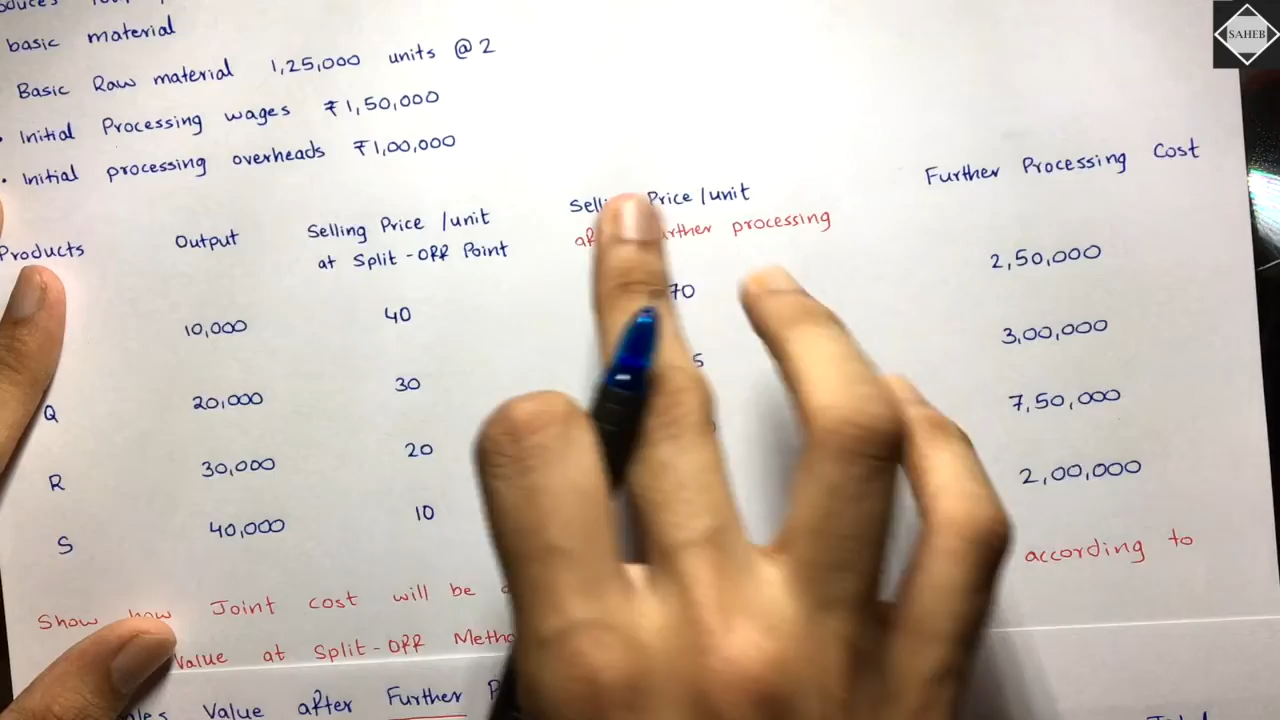 basic material
Basic Raw material 1,25,000 units @ 2
Initial Processing wages ₹1,50,000
Initial processing overheads ₹1,00,000
Products Output Selling Price /unit at Split-off Point Price /unit processing Further Processing Cost
10,000 40 70 2,50,000
Q 20,000 30 3,00,000
R 30,000 20 7,50,000
S 40,000 10 2,00,000
Show how Joint cost will be according to
Value at Split-off
Value after Further
SAHEB